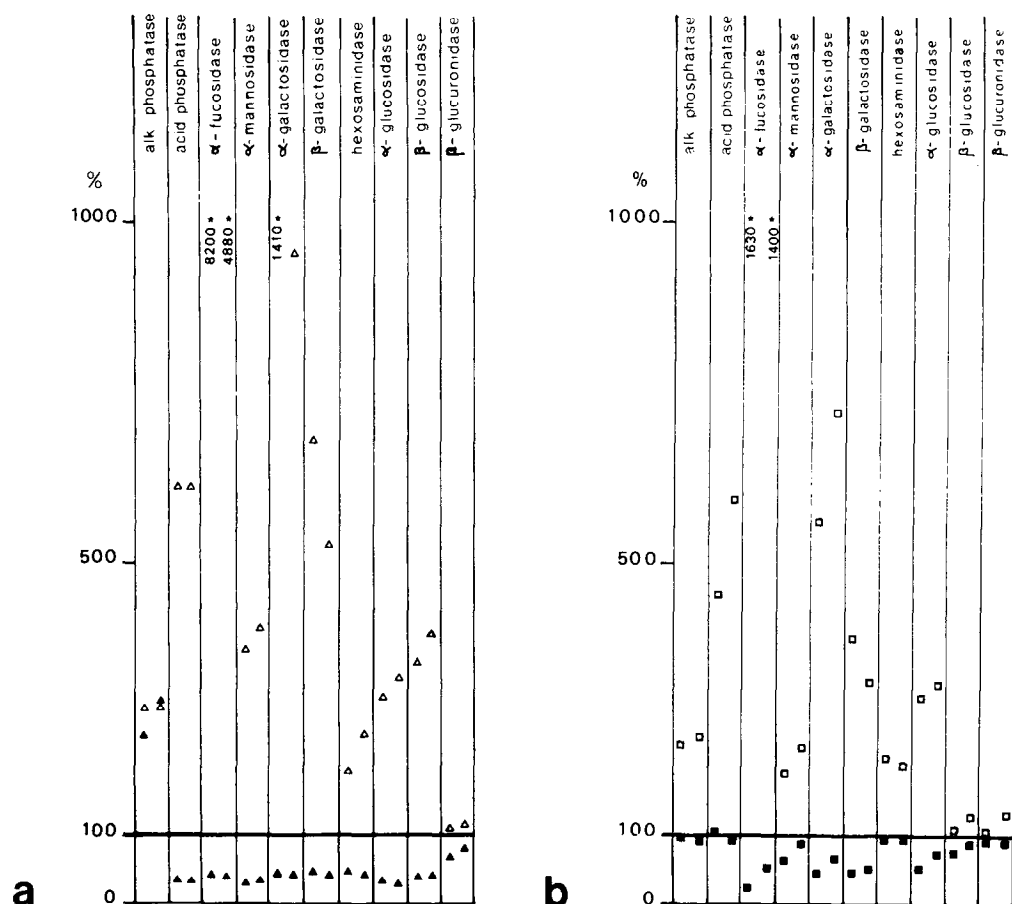 alk phosphatase
acid phosphatase
α-fucosidase
α-mannosidase
α-galactosidase
β-galactosidase
hexosaminidase
α-glucosidase
β-glucosidase
β-glucuronidase
%
1000
8200 *
4880 *
1410 *
500
100
0
a
alk phosphatase
acid phosphatase
α-fucosidase
α-mannosidase
α-galactosidase
β-galactosidase
hexosaminidase
α-glucosidase
β-glucosidase
β-glucuronidase
%
1000
1630 *
1400 *
500
100
0
b